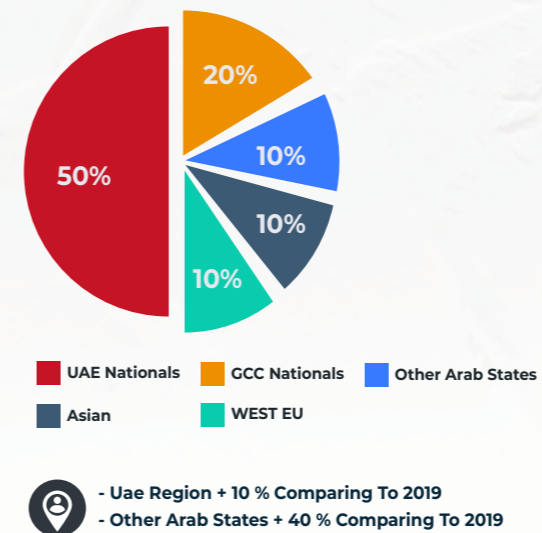 20%
50%
10%
10%
10%
UAE Nationals
GCC Nationals
Other Arab States
Asian
WEST EU
- Uae Region + 10 % Comparing To 2019
- Other Arab States + 40 % Comparing To 2019